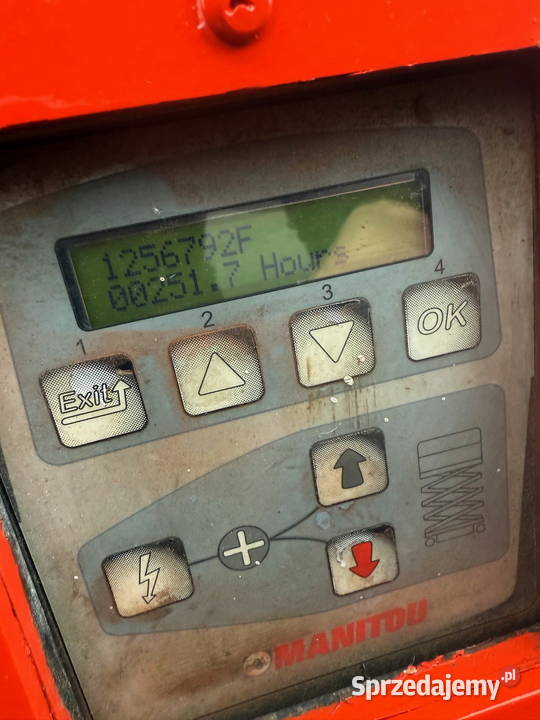 1256792F
00251.7 Hours
1
2
3
4
Exit
OK
MANITOU
Sprzedajemy.pl